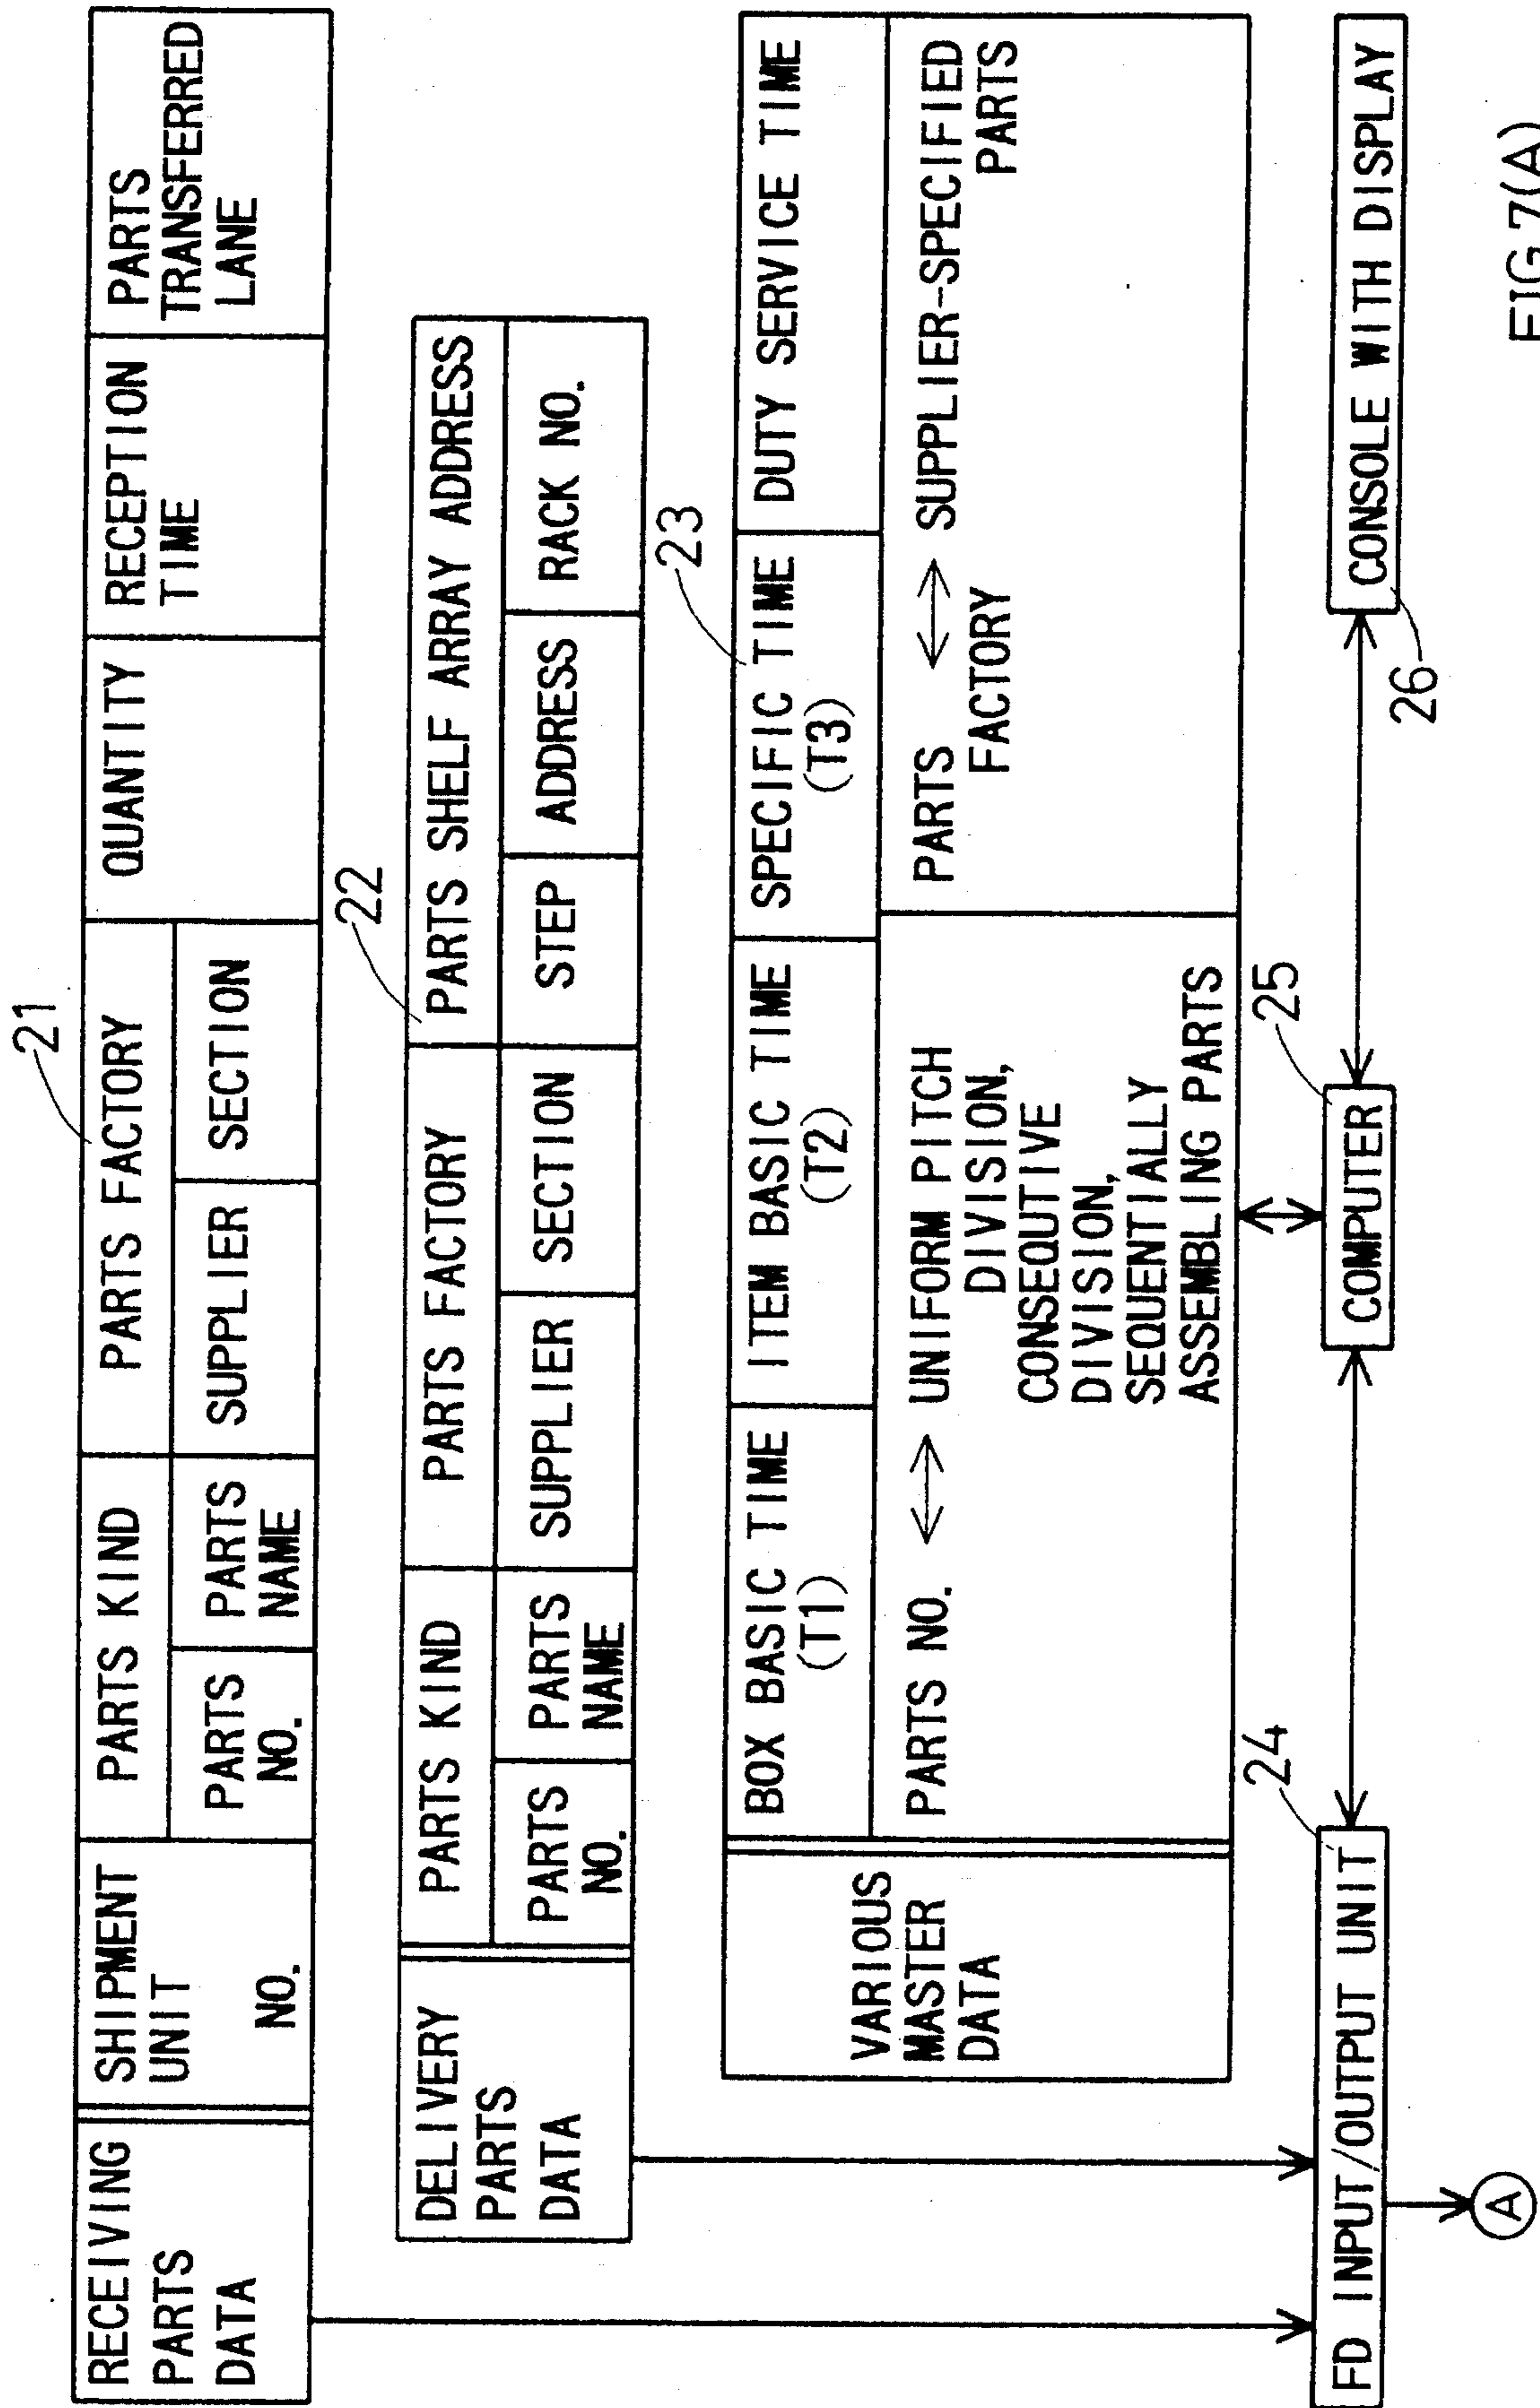 21
RECEIVING
PARTS
DATA
SHIPMENT
UNIT
NO.
PARTS KIND
PARTS
NO.
PARTS
NAME
PARTS FACTORY
SUPPLIER
SECTION
QUANTITY
RECEPTION
TIME
PARTS
TRANSFERRED
LANE
22
DELIVERY
PARTS
DATA
PARTS KIND
PARTS
NO.
PARTS
NAME
PARTS FACTORY
SUPPLIER
SECTION
PARTS SHELF ARRAY ADDRESS
STEP
ADDRESS
RACK NO.
23
VARIOUS
MASTER
DATA
BOX BASIC TIME
(T1)
ITEM BASIC TIME
(T2)
SPECIFIC TIME
(T3)
DUTY SERVICE TIME
PARTS NO. ↔ UNIFORM PITCH
DIVISION,
CONSEQUTIVE
DIVISION,
SEQUENTIALLY
ASSEMBLING PARTS
PARTS ↔ SUPPLIER-SPECIFIED
FACTORY PARTS
24
FD INPUT/OUTPUT UNIT
25
COMPUTER
26
CONSOLE WITH DISPLAY
A
FIG.7(A)